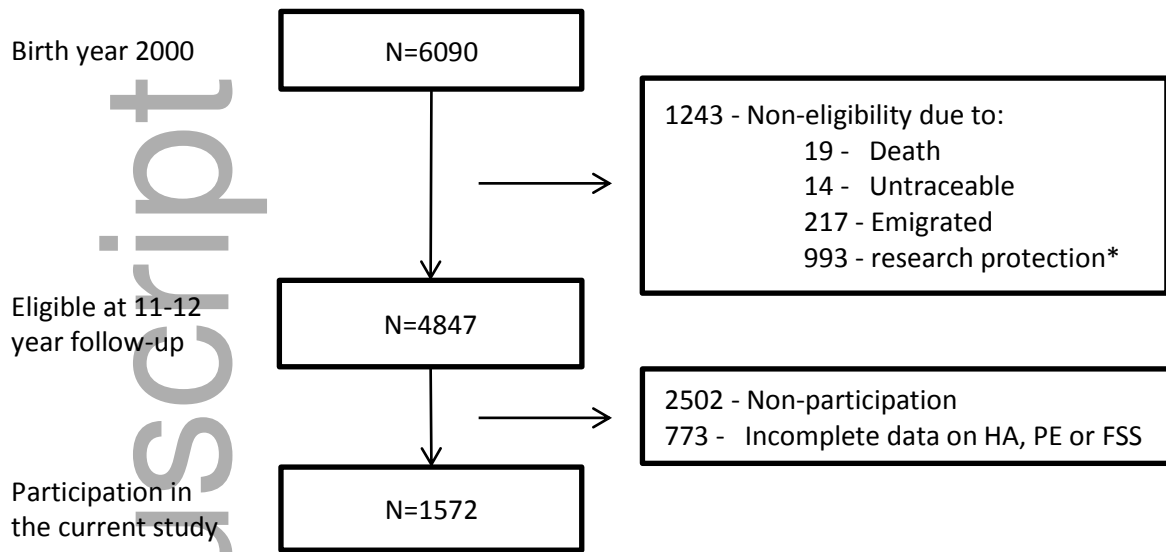 Birth year 2000
N=6090
1243 - Non-eligibility due to:
19 - Death
14 - Untraceable
217 - Emigrated
993 - research protection*
Eligible at 11-12
year follow-up
N=4847
2502 - Non-participation
773 - Incomplete data on HA, PE or FSS
Participation in
the current study
N=1572
uscript